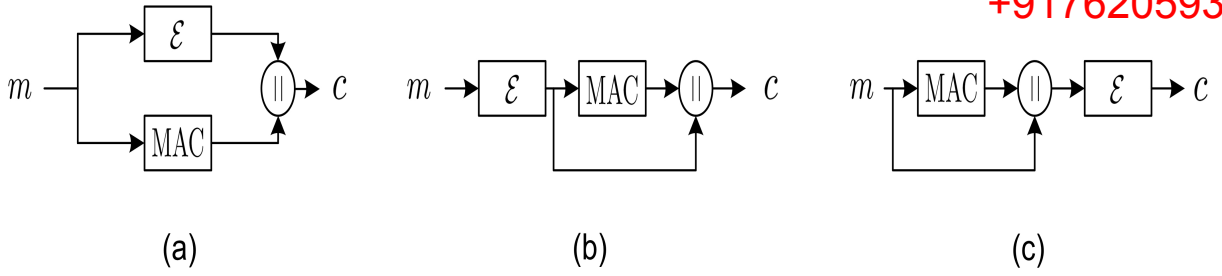 +917620593
m ℰ MAC || c
m ℰ MAC || c
m MAC || ℰ c
(a) (b) (c)